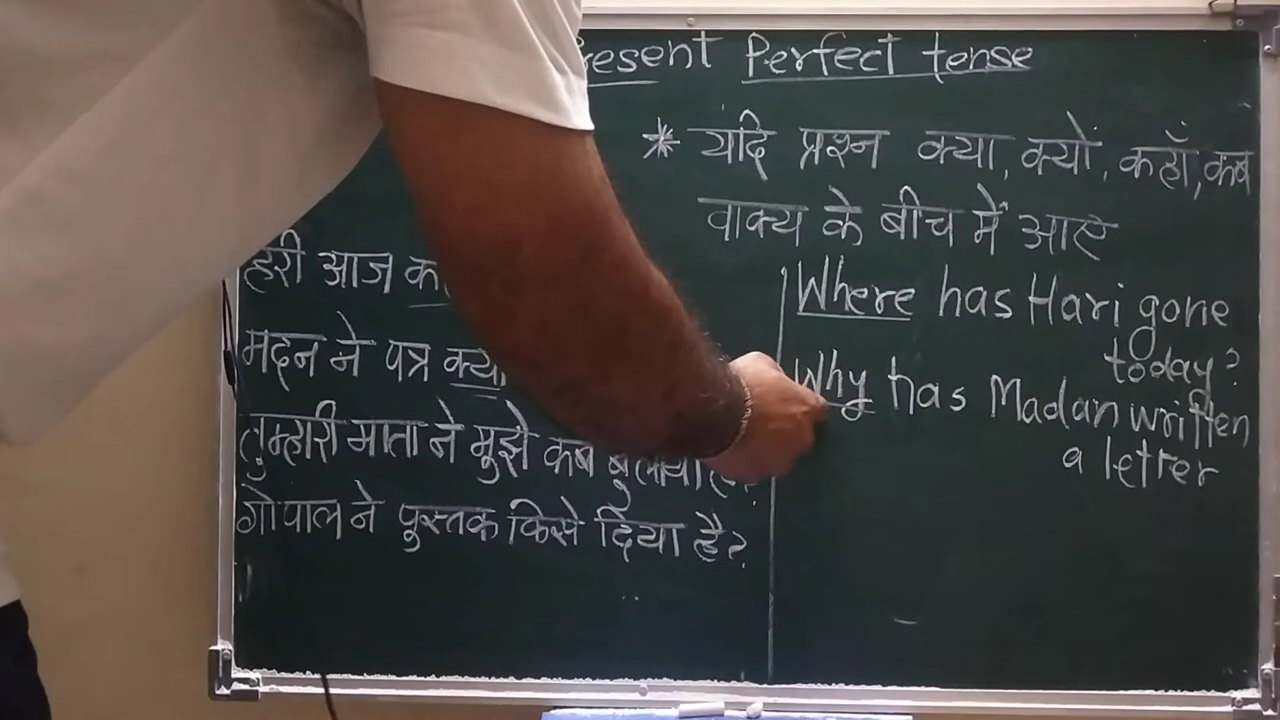 Present Perfect tense
* यदि प्रश्न क्या, क्यों, कहाँ, कब
वाक्य के बीच में आए
हरी आज
मदन ने पत्र
तुम्हारी माता ने मुझे कब बुलाया है?
गोपाल ने पुस्तक किसे दिया है?
Where has Hari gone
today?
Why has Madan written
a letter